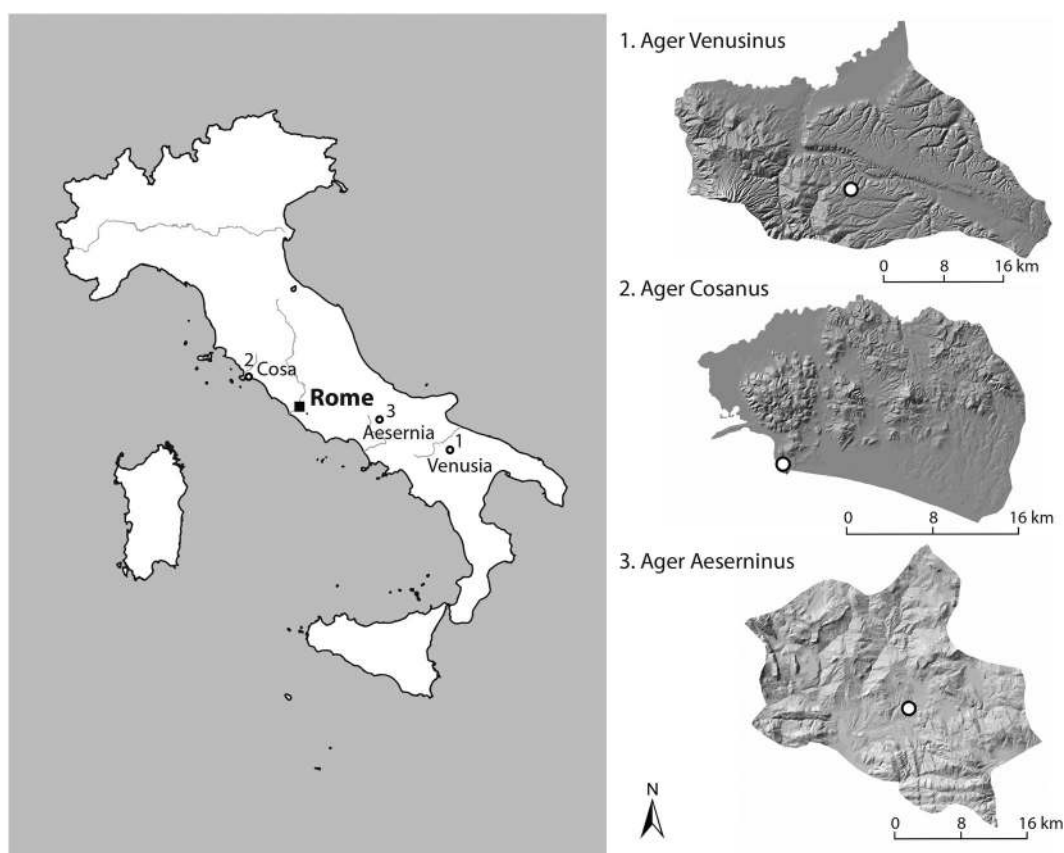 2
Cosa
Rome
3
Aesernia
1
Venusia
1. Ager Venusinus
0 8 16 km
2. Ager Cosanus
0 8 16 km
3. Ager Aeserninus
N
0 8 16 km